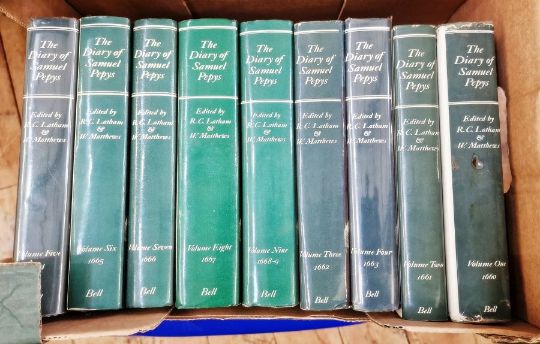 The
Diary of
Samuel
Pepys
Edited by
R. C. Latham
&
W. Matthews
Volume Five
The
Diary of
Samuel
Pepys
Edited by
R. C. Latham
&
W. Matthews
Volume Six
1665
Bell
The
Diary of
Samuel
Pepys
Edited by
R. C. Latham
&
W. Matthews
Volume Seven
1666
Bell
The
Diary of
Samuel
Pepys
Edited by
R. C. Latham
&
W. Matthews
Volume Eight
1667
Bell
The
Diary of
Samuel
Pepys
Edited by
R. C. Latham
&
W. Matthews
Volume Nine
1668-9
Bell
The
Diary of
Samuel
Pepys
Edited by
R. C. Latham
&
W. Matthews
Volume Three
1662
Bell
The
Diary of
Samuel
Pepys
Edited by
R. C. Latham
&
W. Matthews
Volume Four
1663
Bell
The
Diary of
Samuel
Pepys
Edited by
R. C. Latham
&
W. Matthews
Volume Two
1661
Bell
The
Diary of
Samuel
Pepys
Edited by
R. C. Latham
&
W. Matthews
Volume One
1660
Bell